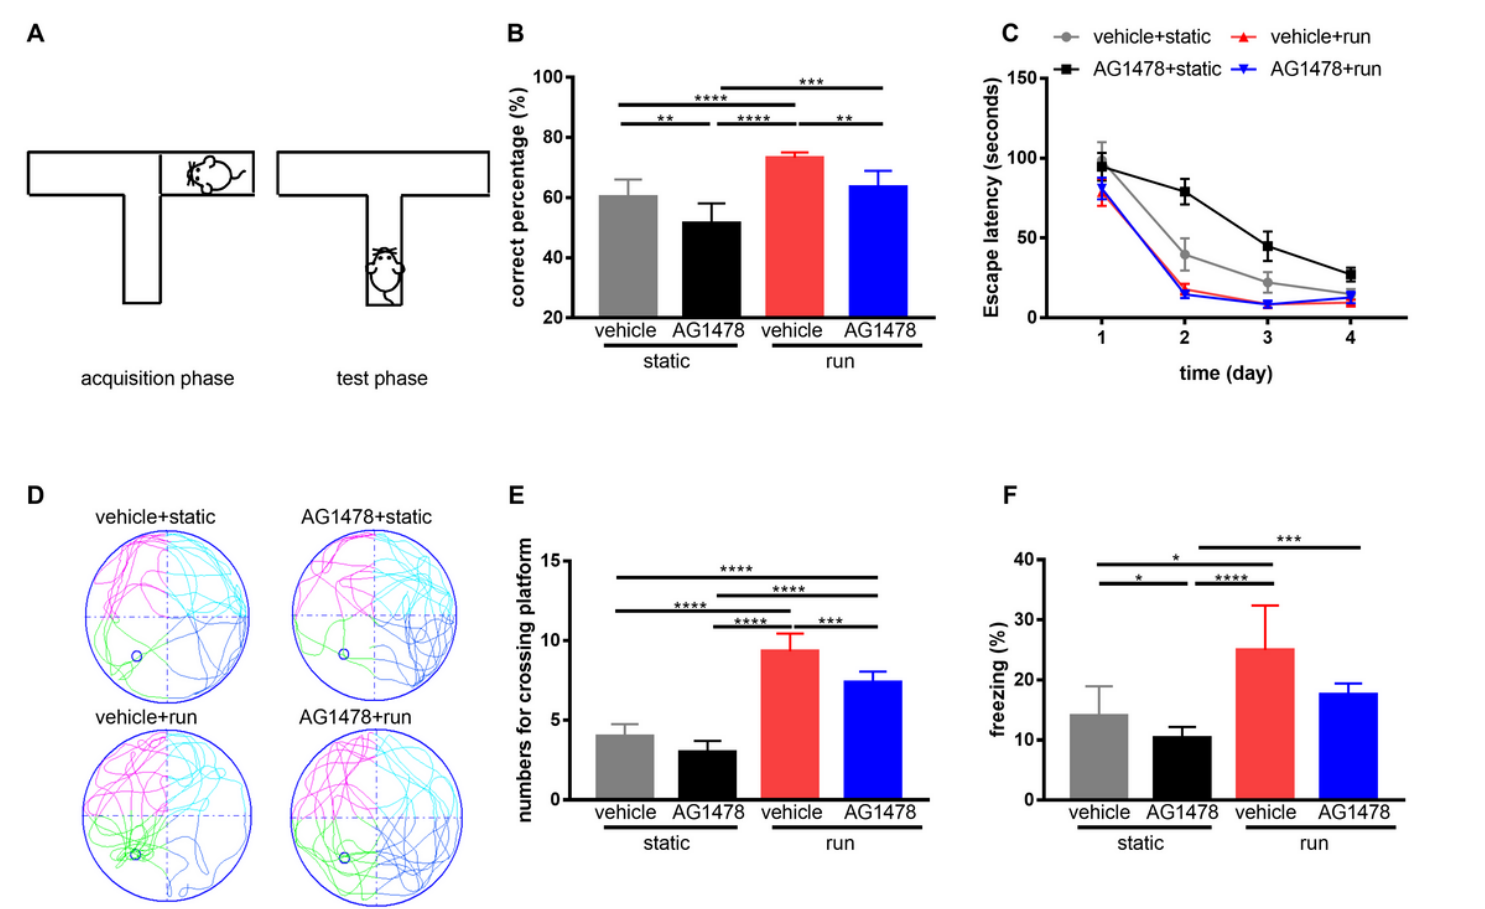 A
acquisition phase
test phase
B
correct percentage (%)
100
80
60
40
20
***
****
** **** **
vehicle AG1478 vehicle AG1478
static run
C
vehicle+static vehicle+run
AG1478+static AG1478+run
Escape latency (seconds)
150
100
50
0
1 2 3 4
time (day)
D
vehicle+static AG1478+static
vehicle+run AG1478+run
E
numbers for crossing platform
15
10
5
0
****
****
****
**** ***
vehicle AG1478 vehicle AG1478
static run
F
freezing (%)
40
30
20
10
0
***
*
* ****
vehicle AG1478 vehicle AG1478
static run